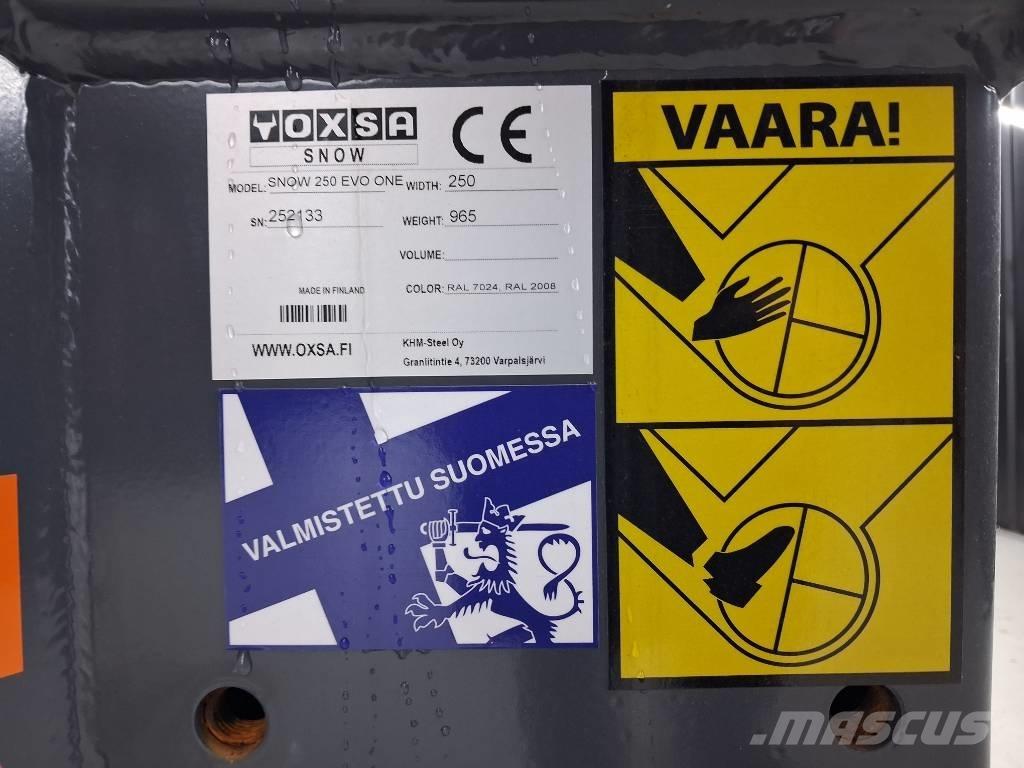 OXSA
SNOW
CE
MODEL: SNOW 250 EVO ONE WIDTH: 250
SN: 252133 WEIGHT: 965
VOLUME:
MADE IN FINLAND COLOR: RAL 7024, RAL 2008
WWW.OXSA.FI
KHM-Steel Oy
Graniitintie 4, 73200 Varpaisjärvi
VALMISTETTU SUOMESSA
VAARA!
MASCUS